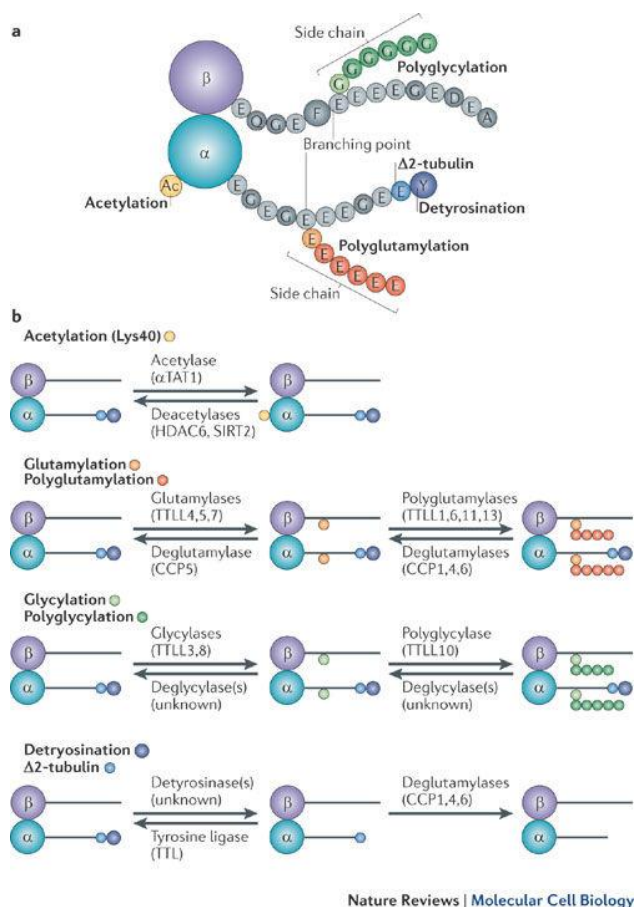 a
Side chain
G G G G G
G
Polyglycylation
β
E Q G E F E E E E G E D E A
Branching point
α
Δ2-tubulin
Ac
E G E G E E E G E E Y
Acetylation
Detyrosination
E
Polyglutamylation
E E E E E
Side chain
b
Acetylation (Lys40)
Acetylase
(αTAT1)
β
α
Deacetylases
(HDAC6, SIRT2)
β
α
Glutamylation
Polyglutamylation
Glutamylases
(TTLL4,5,7)
Polyglutamylases
(TTLL1,6,11,13)
β
α
Deglutamylase
(CCP5)
β
α
Deglutamylases
(CCP1,4,6)
β
α
Glycylation
Polyglycylation
Glycylases
(TTLL3,8)
Polyglycylase
(TTLL10)
β
α
Deglycylase(s)
(unknown)
β
α
Deglycylase(s)
(unknown)
β
α
Detryosination
Δ2-tubulin
Detyrosinase(s)
(unknown)
Deglutamylases
(CCP1,4,6)
β
α
Tyrosine ligase
(TTL)
β
α
β
α
Nature Reviews | Molecular Cell Biology